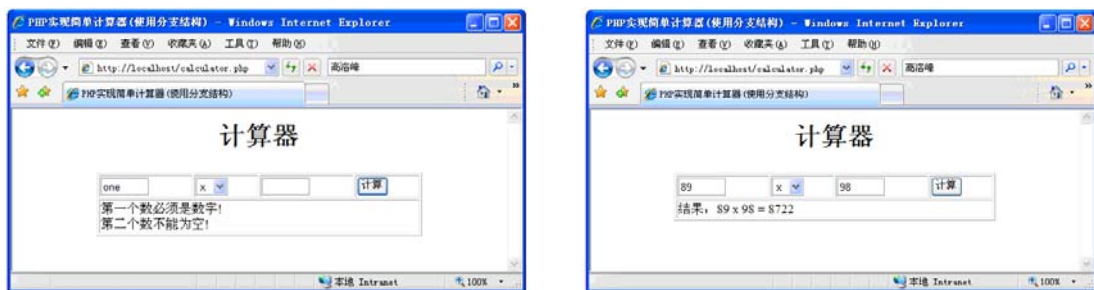 PHP实现简单计算器(使用分支结构) - Windows Internet Explorer
文件(F) 编辑(E) 查看(V) 收藏夹(A) 工具(T) 帮助(H)
http://localhost/calculator.php 高洛峰
PHP实现简单计算器(使用分支结构)
计算器
one x 计算
第一个数必须是数字!
第二个数不能为空!
本地 Intranet 100%
PHP实现简单计算器(使用分支结构) - Windows Internet Explorer
文件(F) 编辑(E) 查看(V) 收藏夹(A) 工具(T) 帮助(H)
http://localhost/calculator.php 高洛峰
PHP实现简单计算器(使用分支结构)
计算器
89 x 98 计算
结果: 89 x 98 = 8722
本地 Intranet 100%